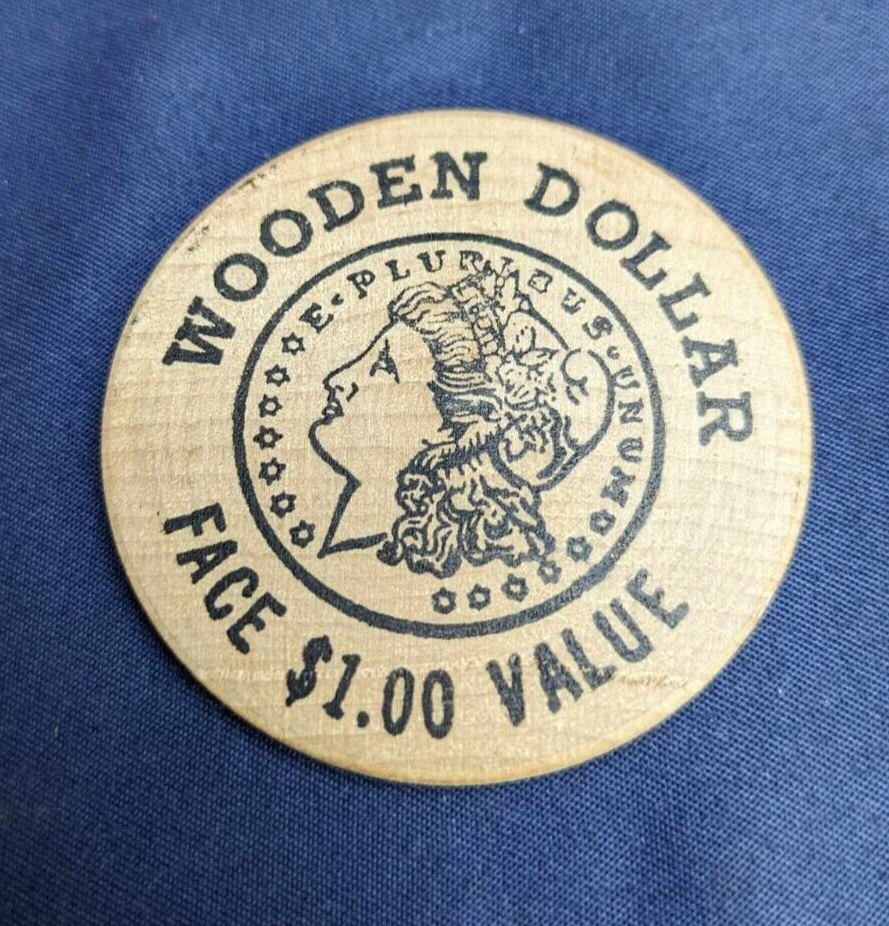 WOODEN DOLLAR
E·PLURIBUS·UNUM
FACE $1.00 VALUE